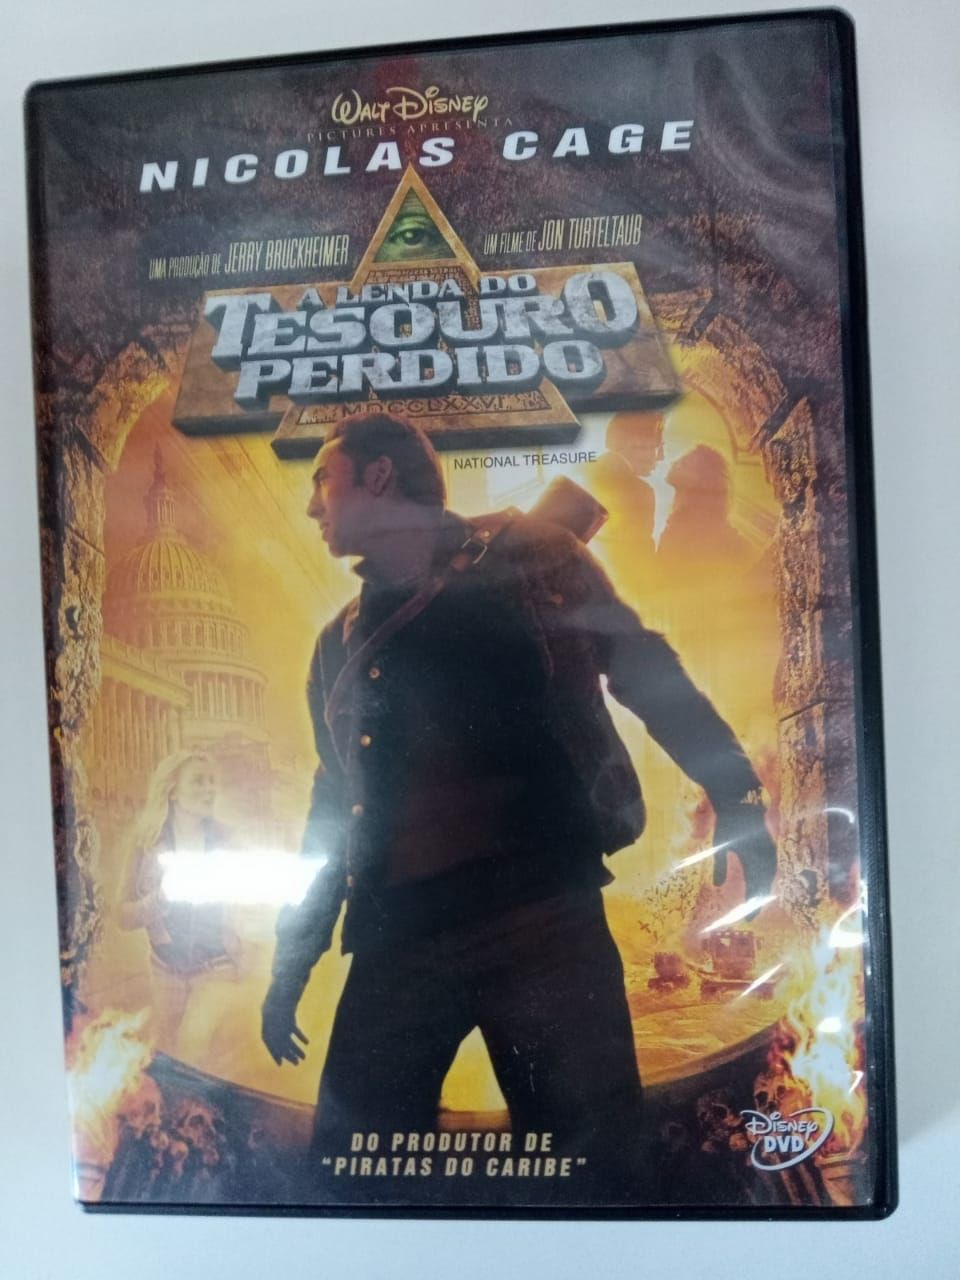 WALT DISNEY
PICTURES APRESENTA
NICOLAS CAGE
UMA PRODUÇÃO DE JERRY BRUCKHEIMER
UM FILME DE JON TURTELTAUB
A LENDA DO
TESOURO
PERDIDO
MDCCLXXVI
NATIONAL TREASURE
DO PRODUTOR DE
"PIRATAS DO CARIBE"
DISNEY
DVD